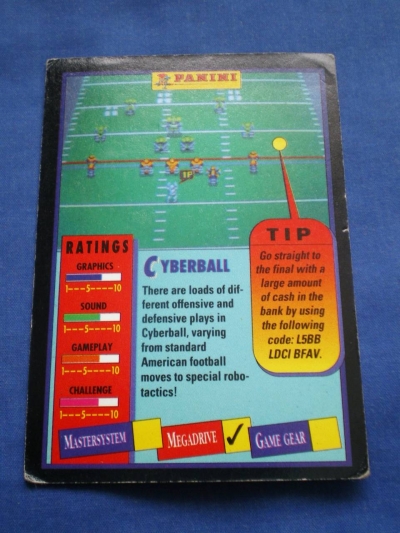 PANINI
1P
RATINGS
GRAPHICS
1---5----10
SOUND
1---5----10
GAMEPLAY
1---5----10
CHALLENGE
1---5----10
CYBERBALL
There are loads of dif-
ferent offensive and
defensive plays in
Cyberball, varying
from standard
American football
moves to special robo-
tactics!
TIP
Go straight to
the final with a
large amount
of cash in the
bank by using
the following
code: L5BB
LDCI BFAV.
MASTERSYSTEM
MEGADRIVE
GAME GEAR